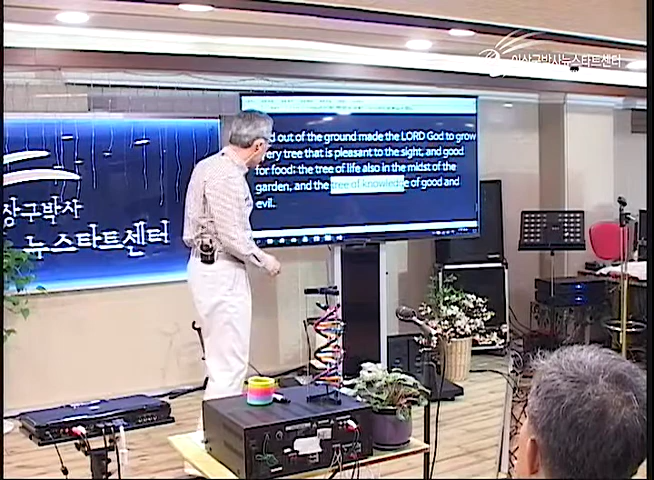 이상구박사뉴스타트센터
d out of the ground made the LORD God to grow
very tree that is pleasant to the sight, and good
for food; the tree of life also in the midst of the
garden, and the tree of knowledge of good and
evil.
상구박사
뉴스타트센터